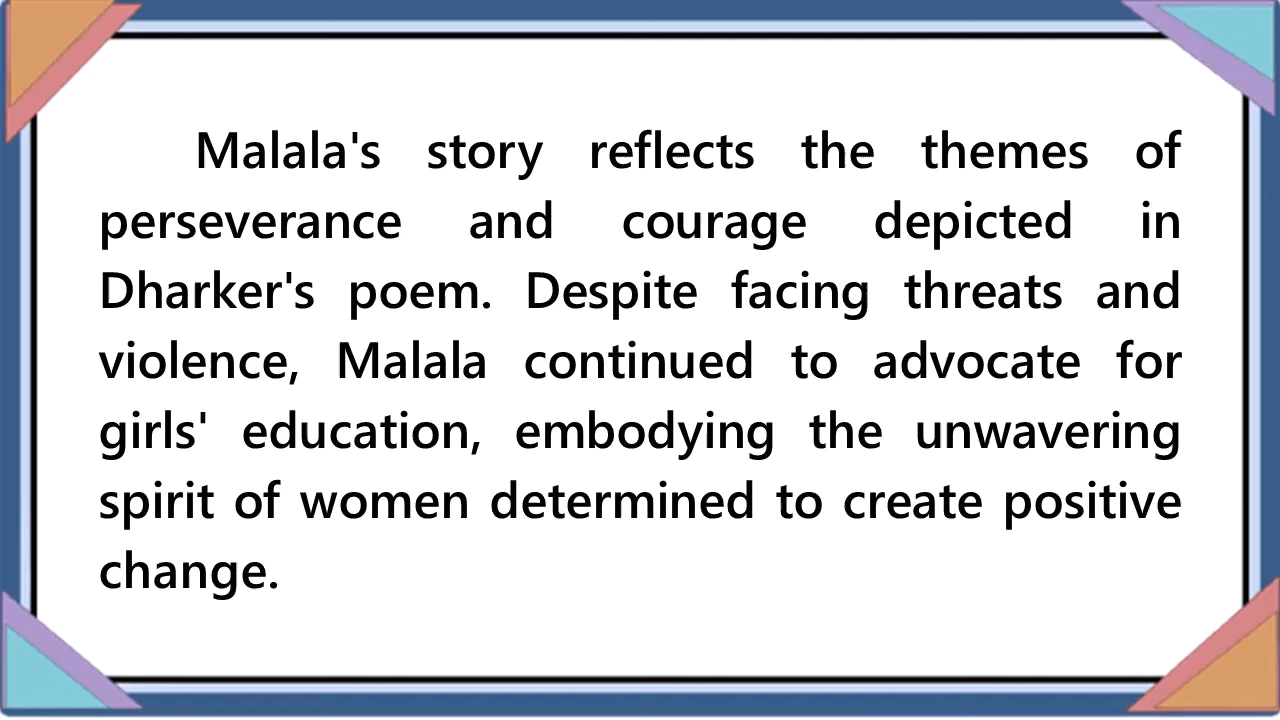 Malala's story reflects the themes of
perseverance and courage depicted in
Dharker's poem. Despite facing threats and
violence, Malala continued to advocate for
girls' education, embodying the unwavering
spirit of women determined to create positive
change.